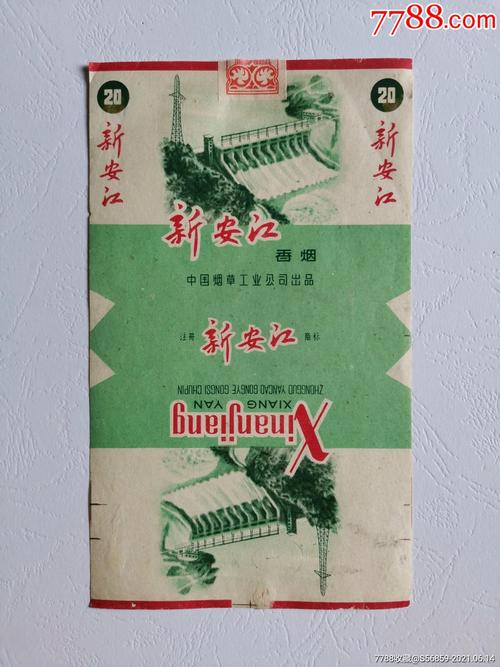 7788.com
20
20
新安江
新安江
新安江
香烟
中国烟草工业公司出品
注册
新安江
商标
ZHONGGUO YANCAO GONGYE GONGSI CHUPIN
XIANG YAN
Xinanjiang
7788收藏@S56859-2021.05.14